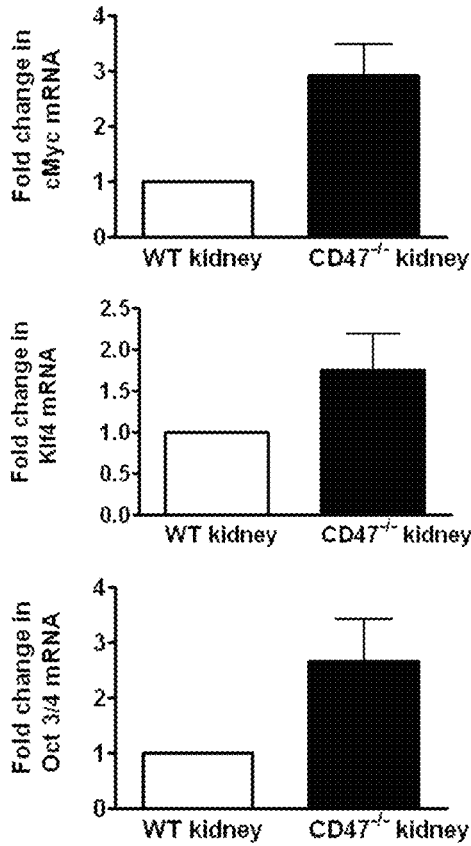 Fold change in
cMyc mRNA
4
3
2
1
0
WT kidney
CD47-/- kidney
Fold change in
Klf4 mRNA
2.5
2.0
1.5
1.0
0.5
0.0
WT kidney
CD47-/- kidney
Fold change in
Oct 3/4 mRNA
4
3
2
1
0
WT kidney
CD47-/- kidney